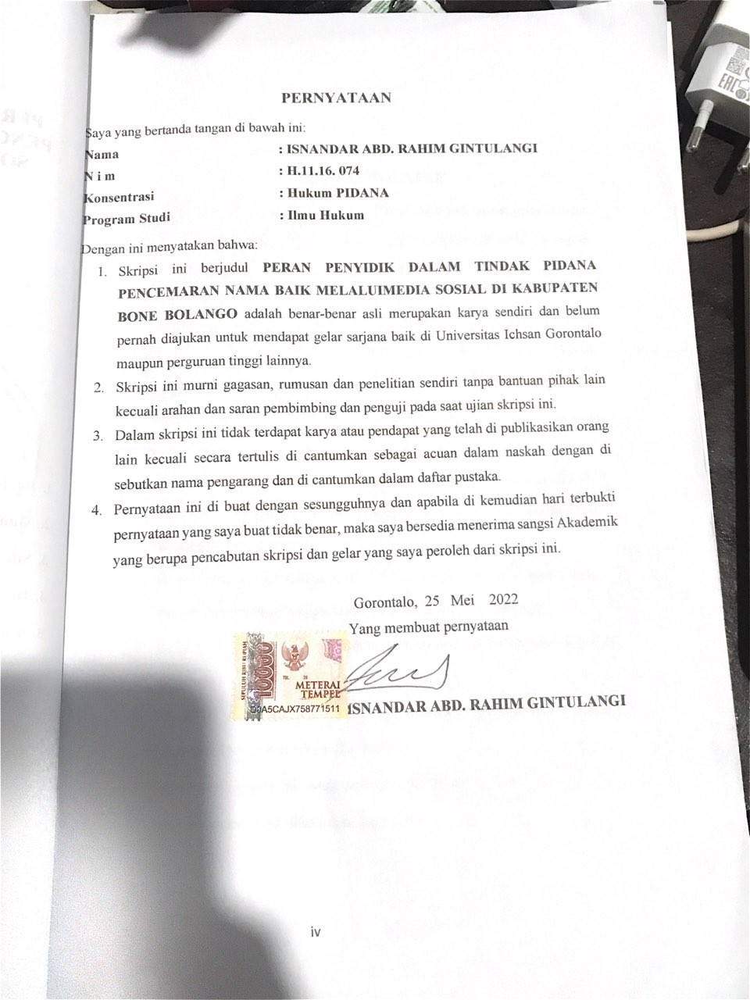 PERNYATAAN
Saya yang bertanda tangan di bawah ini:
Nama : ISNANDAR ABD. RAHIM GINTULANGI
N i m : H.11.16. 074
Konsentrasi : Hukum PIDANA
Program Studi : Ilmu Hukum
Dengan ini menyatakan bahwa:
1. Skripsi ini berjudul PERAN PENYIDIK DALAM TINDAK PIDANA
PENCEMARAN NAMA BAIK MELALUIMEDIA SOSIAL DI KABUPATEN
BONE BOLANGO adalah benar-benar asli merupakan karya sendiri dan belum
pernah diajukan untuk mendapat gelar sarjana baik di Universitas Ichsan Gorontalo
maupun perguruan tinggi lainnya.
2. Skripsi ini murni gagasan, rumusan dan penelitian sendiri tanpa bantuan pihak lain
kecuali arahan dan saran pembimbing dan penguji pada saat ujian skripsi ini.
3. Dalam skripsi ini tidak terdapat karya atau pendapat yang telah di publikasikan orang
lain kecuali secara tertulis di cantumkan sebagai acuan dalam naskah dengan di
sebutkan nama pengarang dan di cantumkan dalam daftar pustaka.
4. Pernyataan ini di buat dengan sesungguhnya dan apabila di kemudian hari terbukti
pernyataan yang saya buat tidak benar, maka saya bersedia menerima sangsi Akademik
yang berupa pencabutan skripsi dan gelar yang saya peroleh dari skripsi ini.
Gorontalo, 25 Mei 2022
Yang membuat pernyataan
SEPULUH RIBU RUPIAH
10000
METERAI
TEMPEL
A5CAJX758771511
ISNANDAR ABD. RAHIM GINTULANGI
iv
EAC